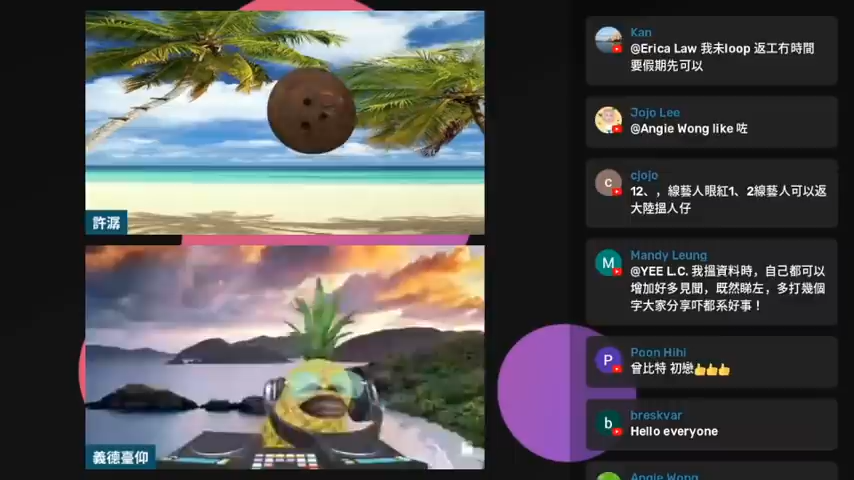 許潺
義德臺仰
Kan
@Erica Law 我未loop 返工冇時間
要假期先可以
Jojo Lee
@Angie Wong like 咗
cjojo
12、，線藝人眼紅1、2線藝人可以返
大陸搵人仔
Mandy Leung
@YEE L.C. 我搵資料時，自己都可以
增加好多見聞，既然睇左，多打幾個
字大家分享吓都系好事！
Poon Hihi
曾比特 初戀👍👍👍
breskvar
Hello everyone
Angie Wong